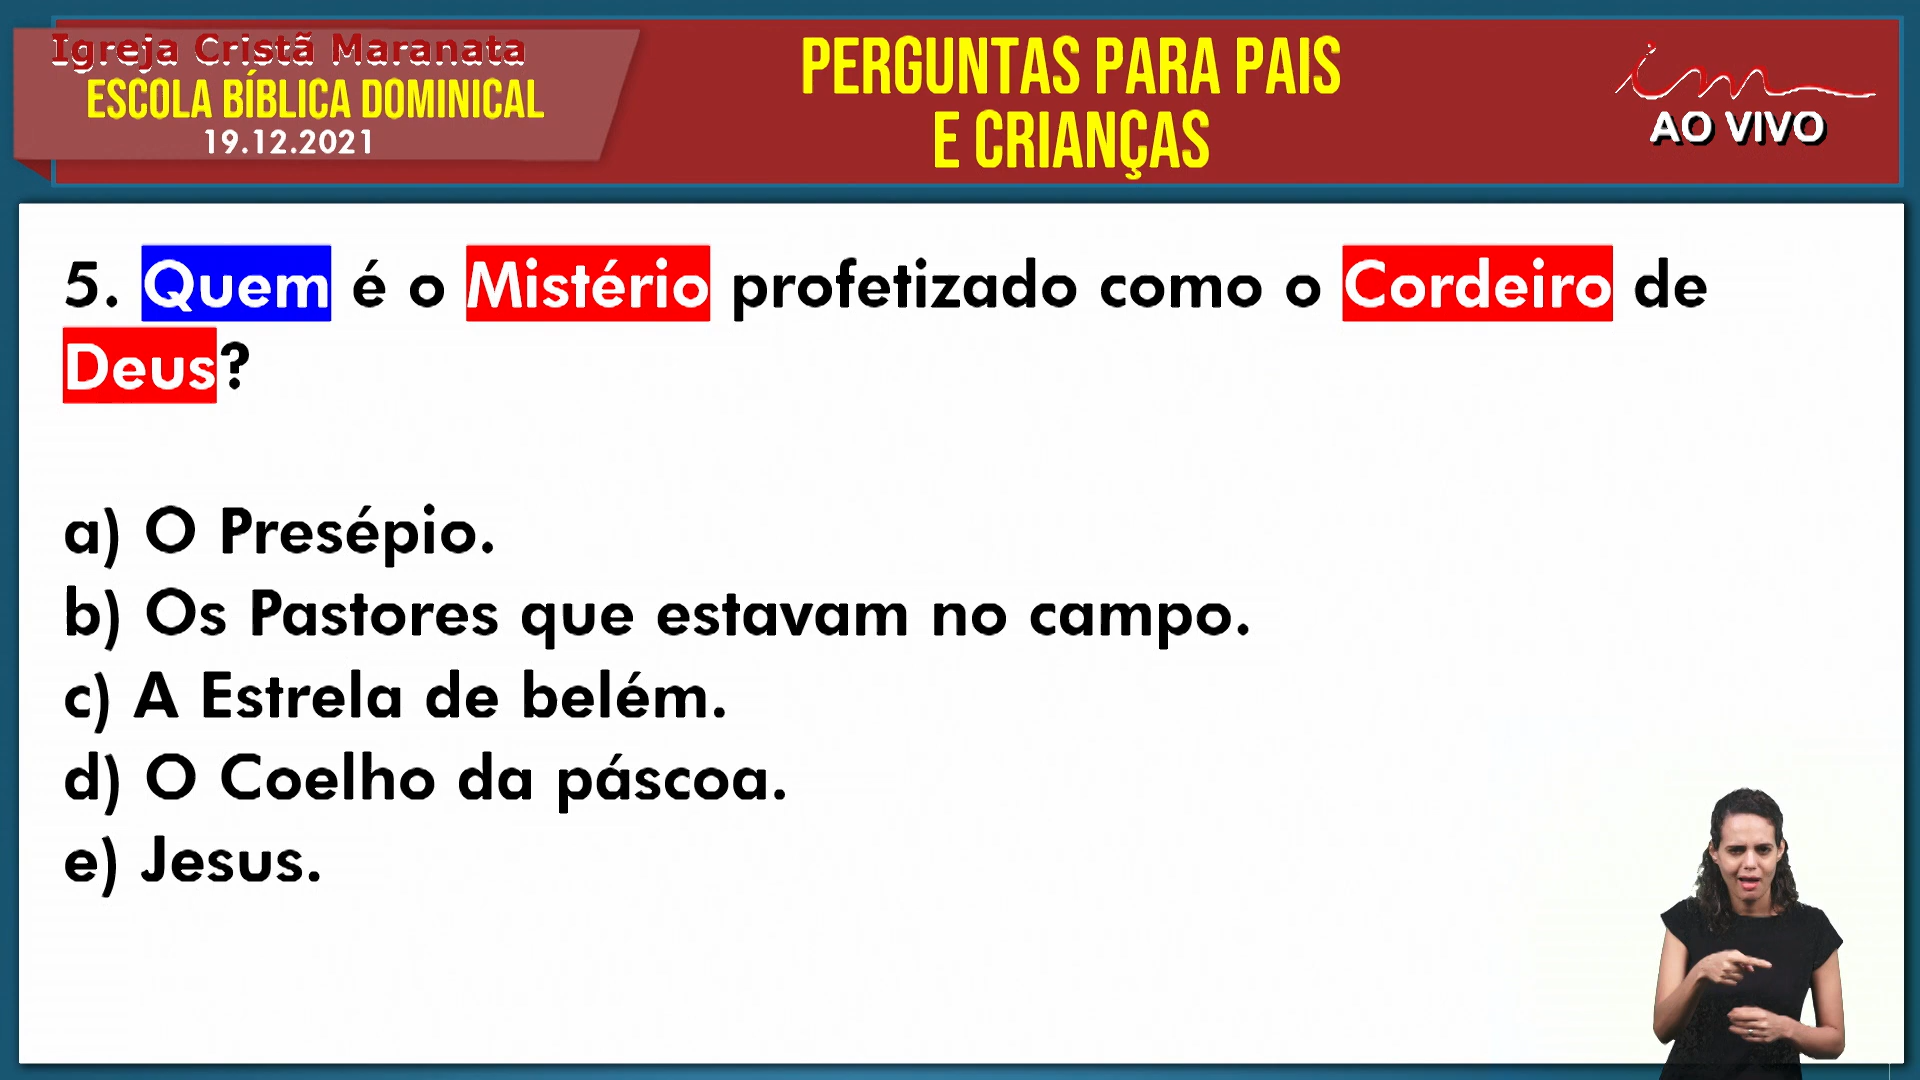 Igreja Cristã Maranata
ESCOLA BÍBLICA DOMINICAL
19.12.2021
PERGUNTAS PARA PAIS
E CRIANÇAS
im
AO VIVO
5. Quem é o Mistério profetizado como o Cordeiro de
Deus?
a) O Presépio.
b) Os Pastores que estavam no campo.
c) A Estrela de belém.
d) O Coelho da páscoa.
e) Jesus.